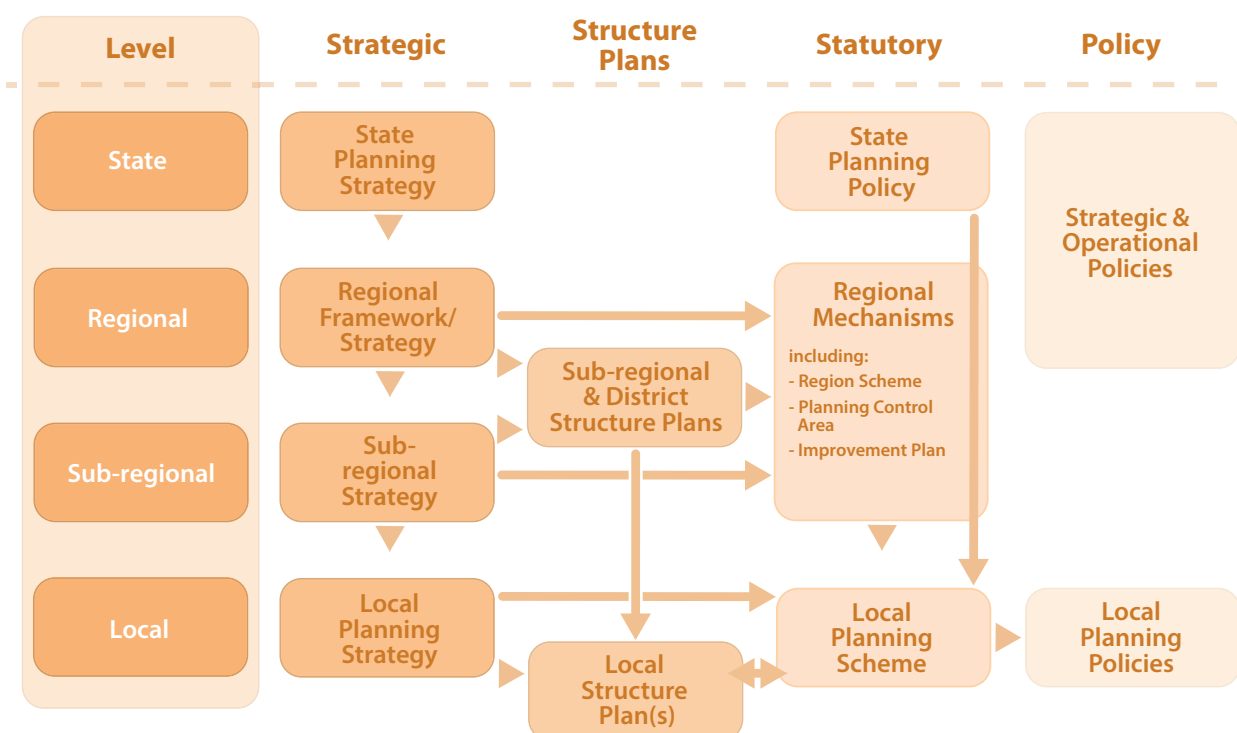 Level
Strategic
Structure
Plans
Statutory
Policy
State
State
Planning
Strategy
State
Planning
Policy
Strategic &
Operational
Policies
Regional
Regional
Framework/
Strategy
Sub-regional
& District
Structure Plans
Regional
Mechanisms
including:
- Region Scheme
- Planning Control
Area
- Improvement Plan
Sub-regional
Sub-
regional
Strategy
Local
Local
Planning
Strategy
Local
Structure
Plan(s)
Local
Planning
Scheme
Local
Planning
Policies